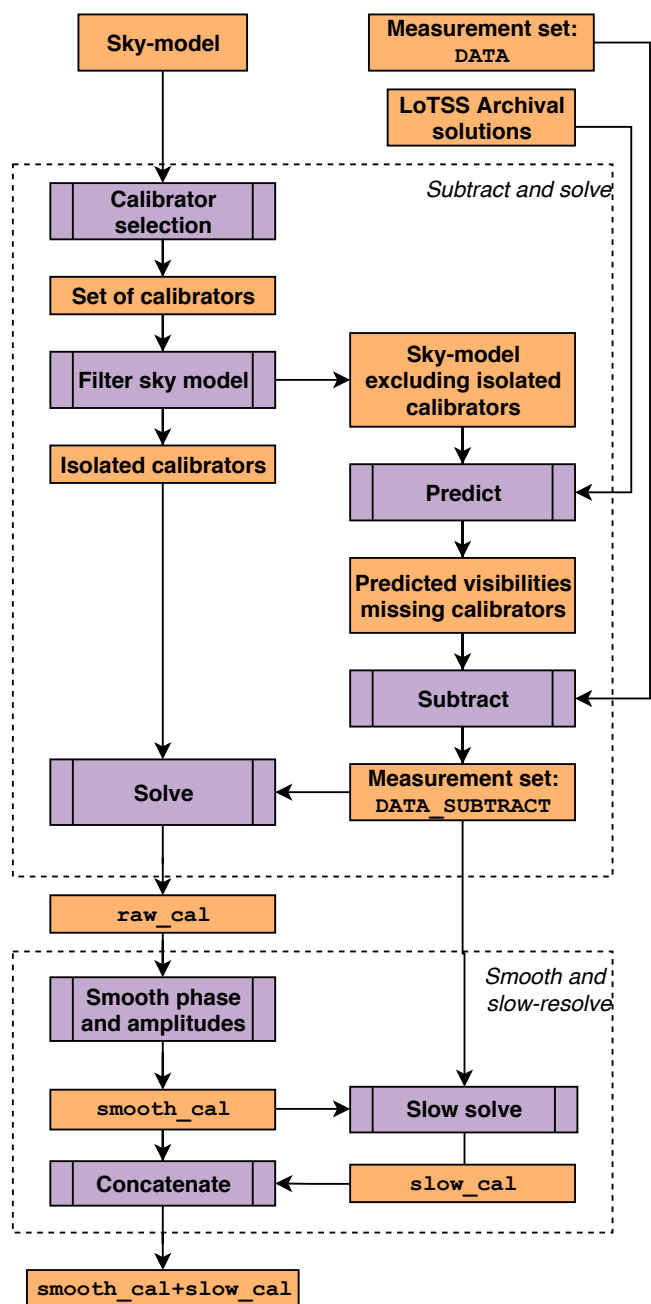 Sky-model
Measurement set:
DATA
LoTSS Archival
solutions
Subtract and solve
Calibrator
selection
Set of calibrators
Filter sky model
Sky-model
excluding isolated
calibrators
Isolated calibrators
Predict
Predicted visibilities
missing calibrators
Subtract
Solve
Measurement set:
DATA_SUBTRACT
raw_cal
Smooth and
slow-resolve
Smooth phase
and amplitudes
smooth_cal
Slow solve
Concatenate
slow_cal
smooth_cal+slow_cal